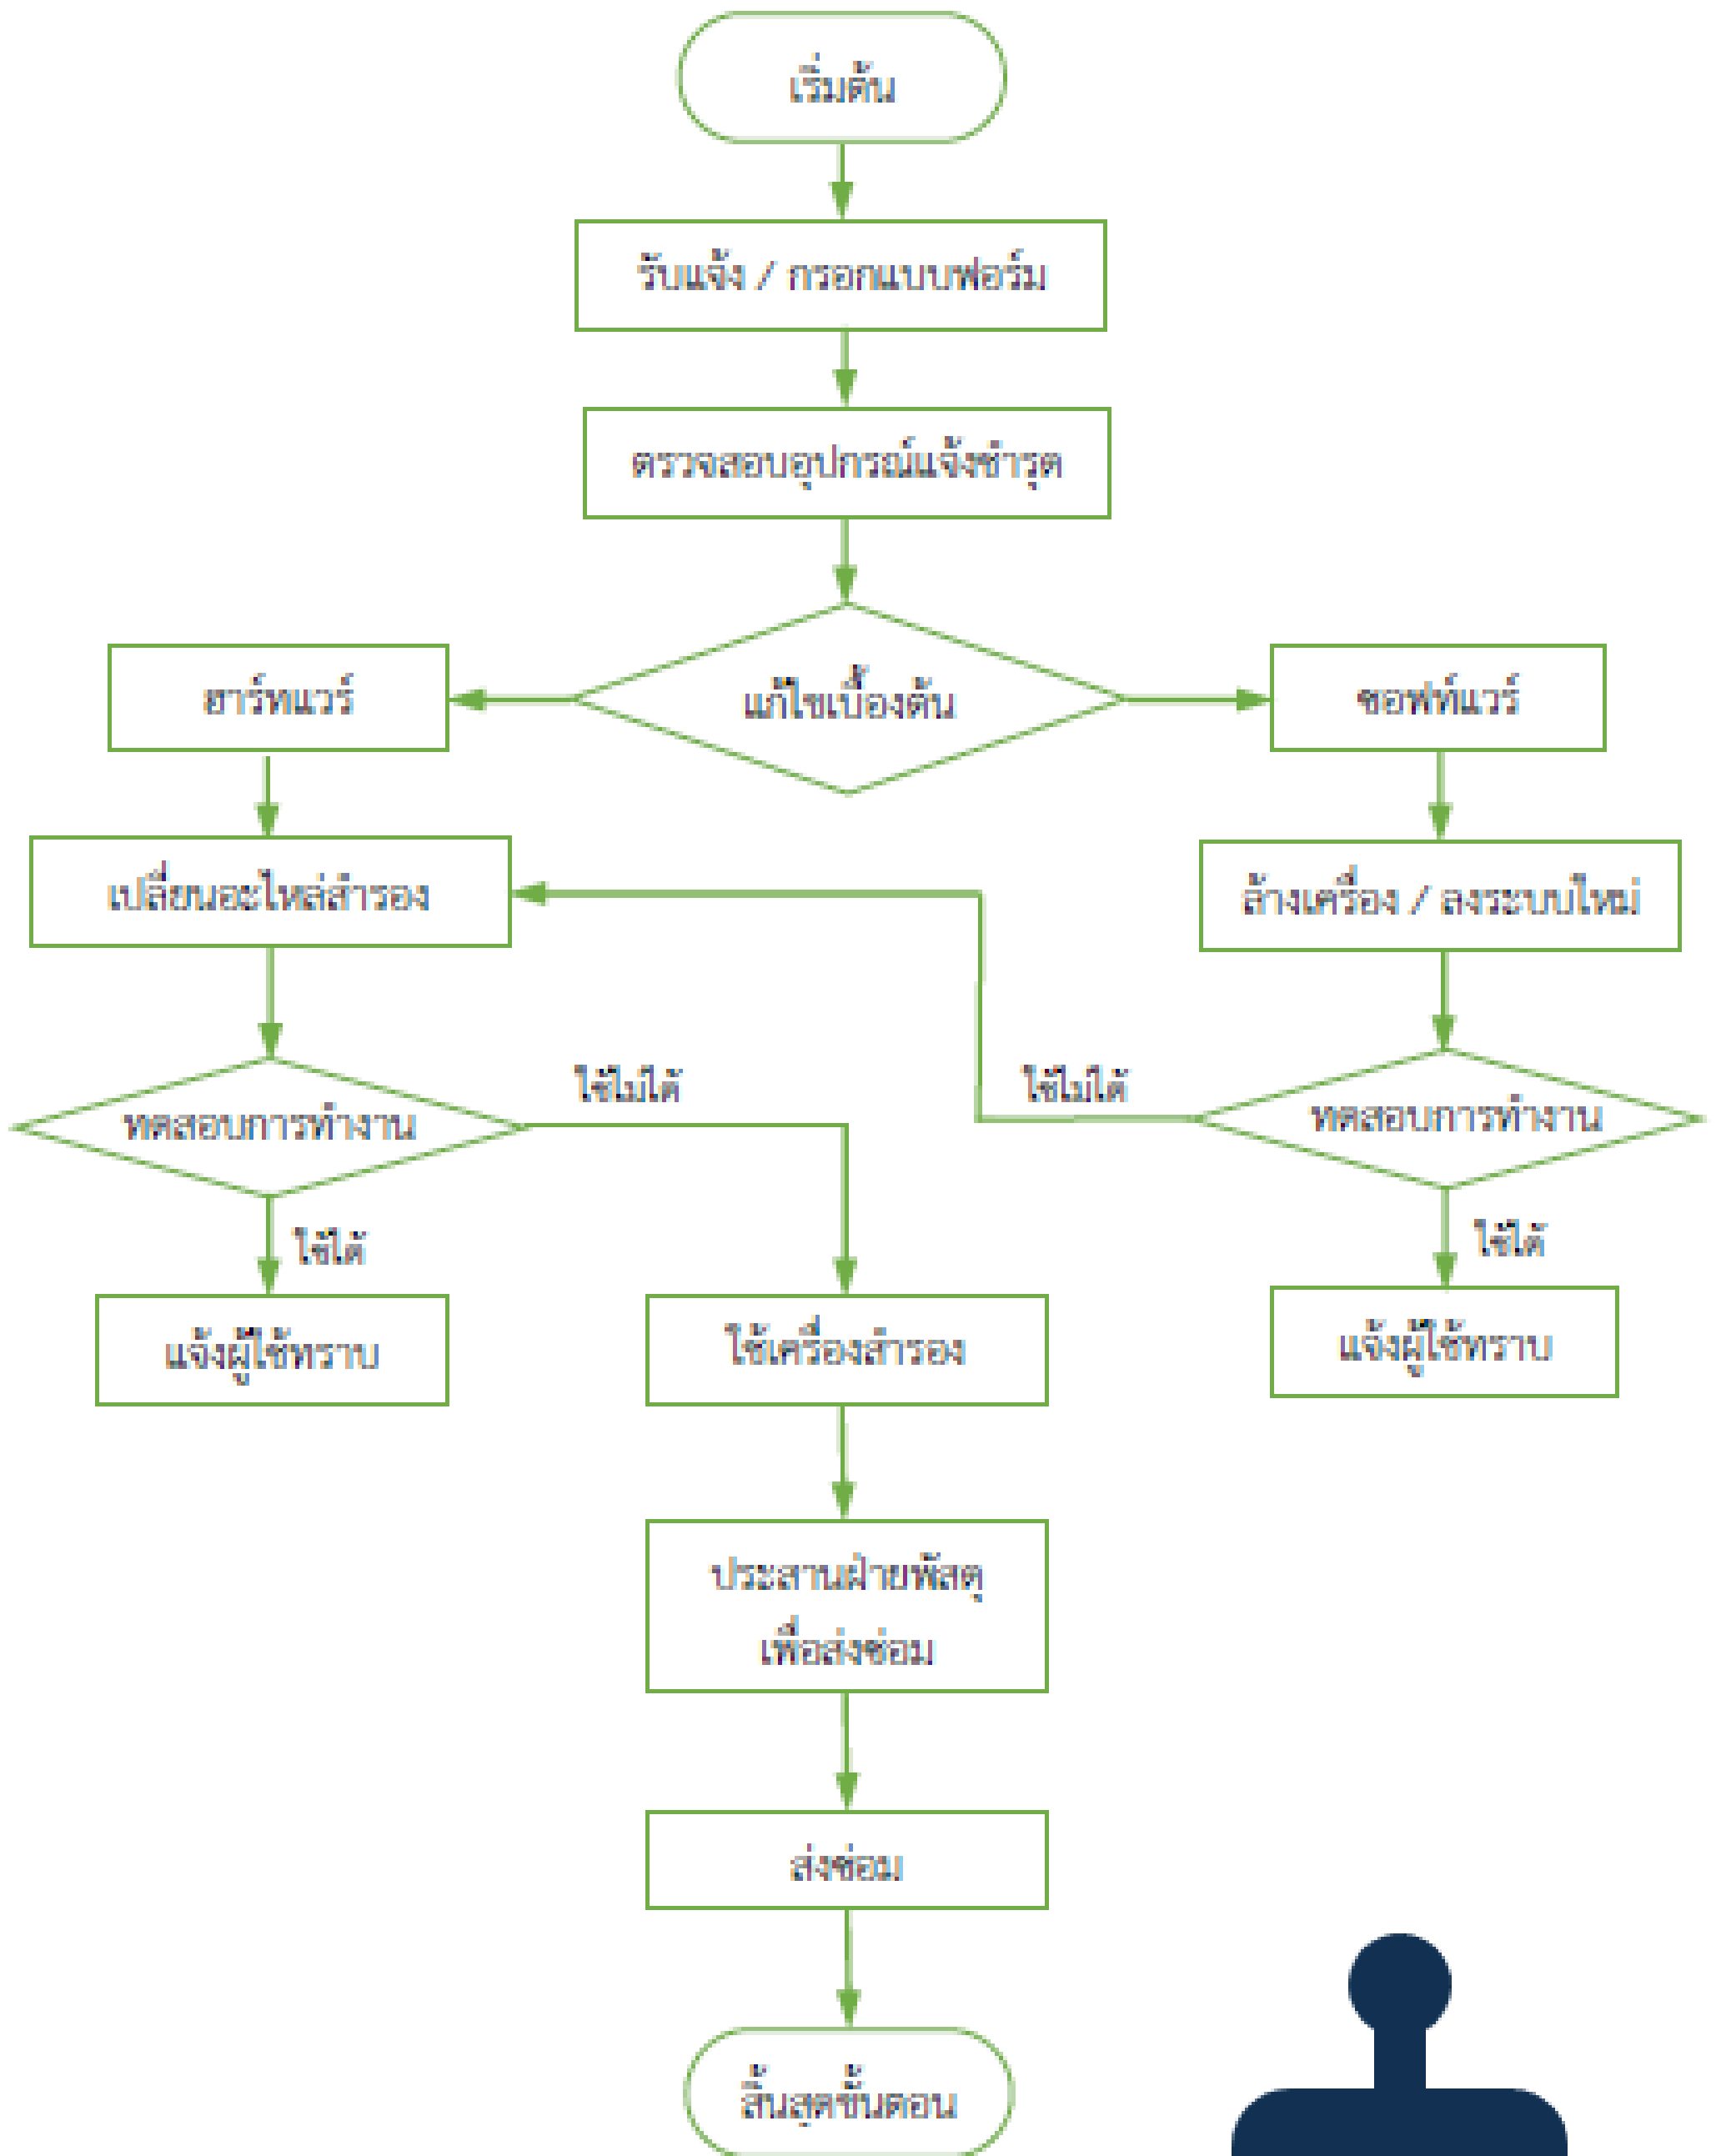 เริ่มต้น
รับแจ้ง / กรอกแบบฟอร์ม
ตรวจสอบอุปกรณ์แจ้งชำรุด
แก้ไขเบื้องต้น
ฮาร์ทแวร์
ซอฟท์แวร์
เปลี่ยนอะไหล่สำรอง
ล้างเครื่อง / ลงระบบใหม่
ใช้ไม่ได้
ใช้ไม่ได้
ทดสอบการทำงาน
ทดสอบการทำงาน
ใช้ได้
ใช้ได้
แจ้งผู้ใช้ทราบ
ใช้เครื่องสำรอง
แจ้งผู้ใช้ทราบ
ประสานฝ่ายพัสดุ
เพื่อส่งซ่อม
ส่งซ่อม
สิ้นสุดขั้นตอน